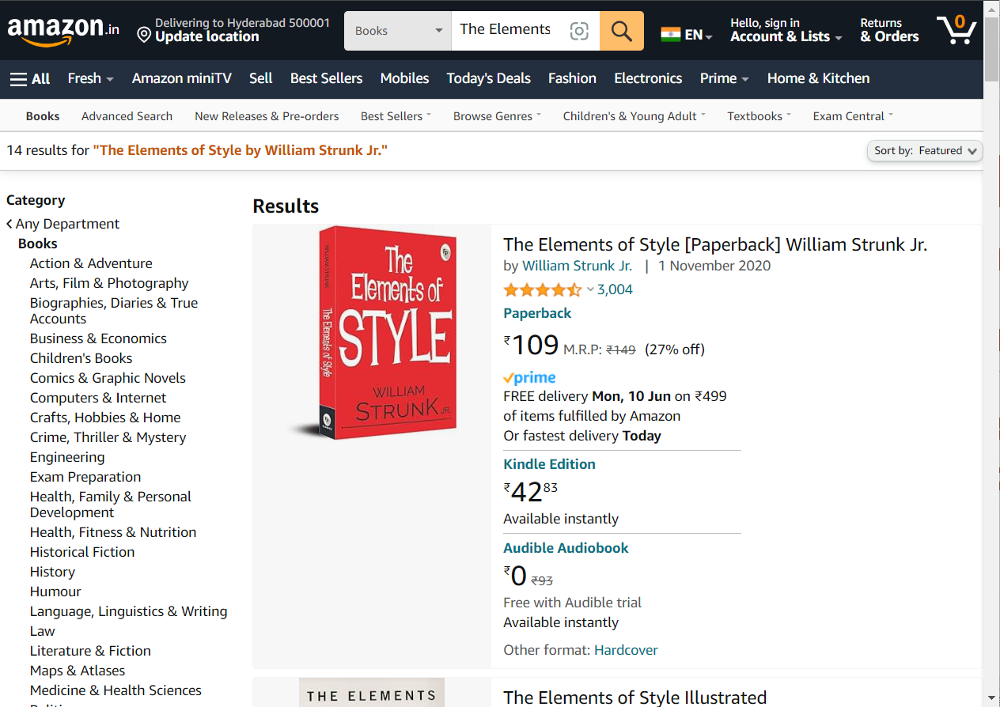 amazon.in
Delivering to Hyderabad 500001
Update location
Books
The Elements
EN
Hello, sign in
Account & Lists
Returns
& Orders
0
All
Fresh
Amazon miniTV
Sell
Best Sellers
Mobiles
Today's Deals
Fashion
Electronics
Prime
Home & Kitchen
Books
Advanced Search
New Releases & Pre-orders
Best Sellers
Browse Genres
Children's & Young Adult
Textbooks
Exam Central
14 results for "The Elements of Style by William Strunk Jr."
Sort by: Featured
Category
Any Department
Books
Action & Adventure
Arts, Film & Photography
Biographies, Diaries & True
Accounts
Business & Economics
Children's Books
Comics & Graphic Novels
Computers & Internet
Crafts, Hobbies & Home
Crime, Thriller & Mystery
Engineering
Exam Preparation
Health, Family & Personal
Development
Health, Fitness & Nutrition
Historical Fiction
History
Humour
Language, Linguistics & Writing
Law
Literature & Fiction
Maps & Atlases
Medicine & Health Sciences
Results
The
Elements of
STYLE
WILLIAM
STRUNK JR.
WILLIAM STRUNK
The Elements of Style
The Elements of Style [Paperback] William Strunk Jr.
by William Strunk Jr. | 1 November 2020
3,004
Paperback
₹109 M.R.P: ₹149 (27% off)
prime
FREE delivery Mon, 10 Jun on ₹499
of items fulfilled by Amazon
Or fastest delivery Today
Kindle Edition
₹42 83
Available instantly
Audible Audiobook
₹0 ₹93
Free with Audible trial
Available instantly
Other format: Hardcover
THE ELEMENTS
The Elements of Style Illustrated